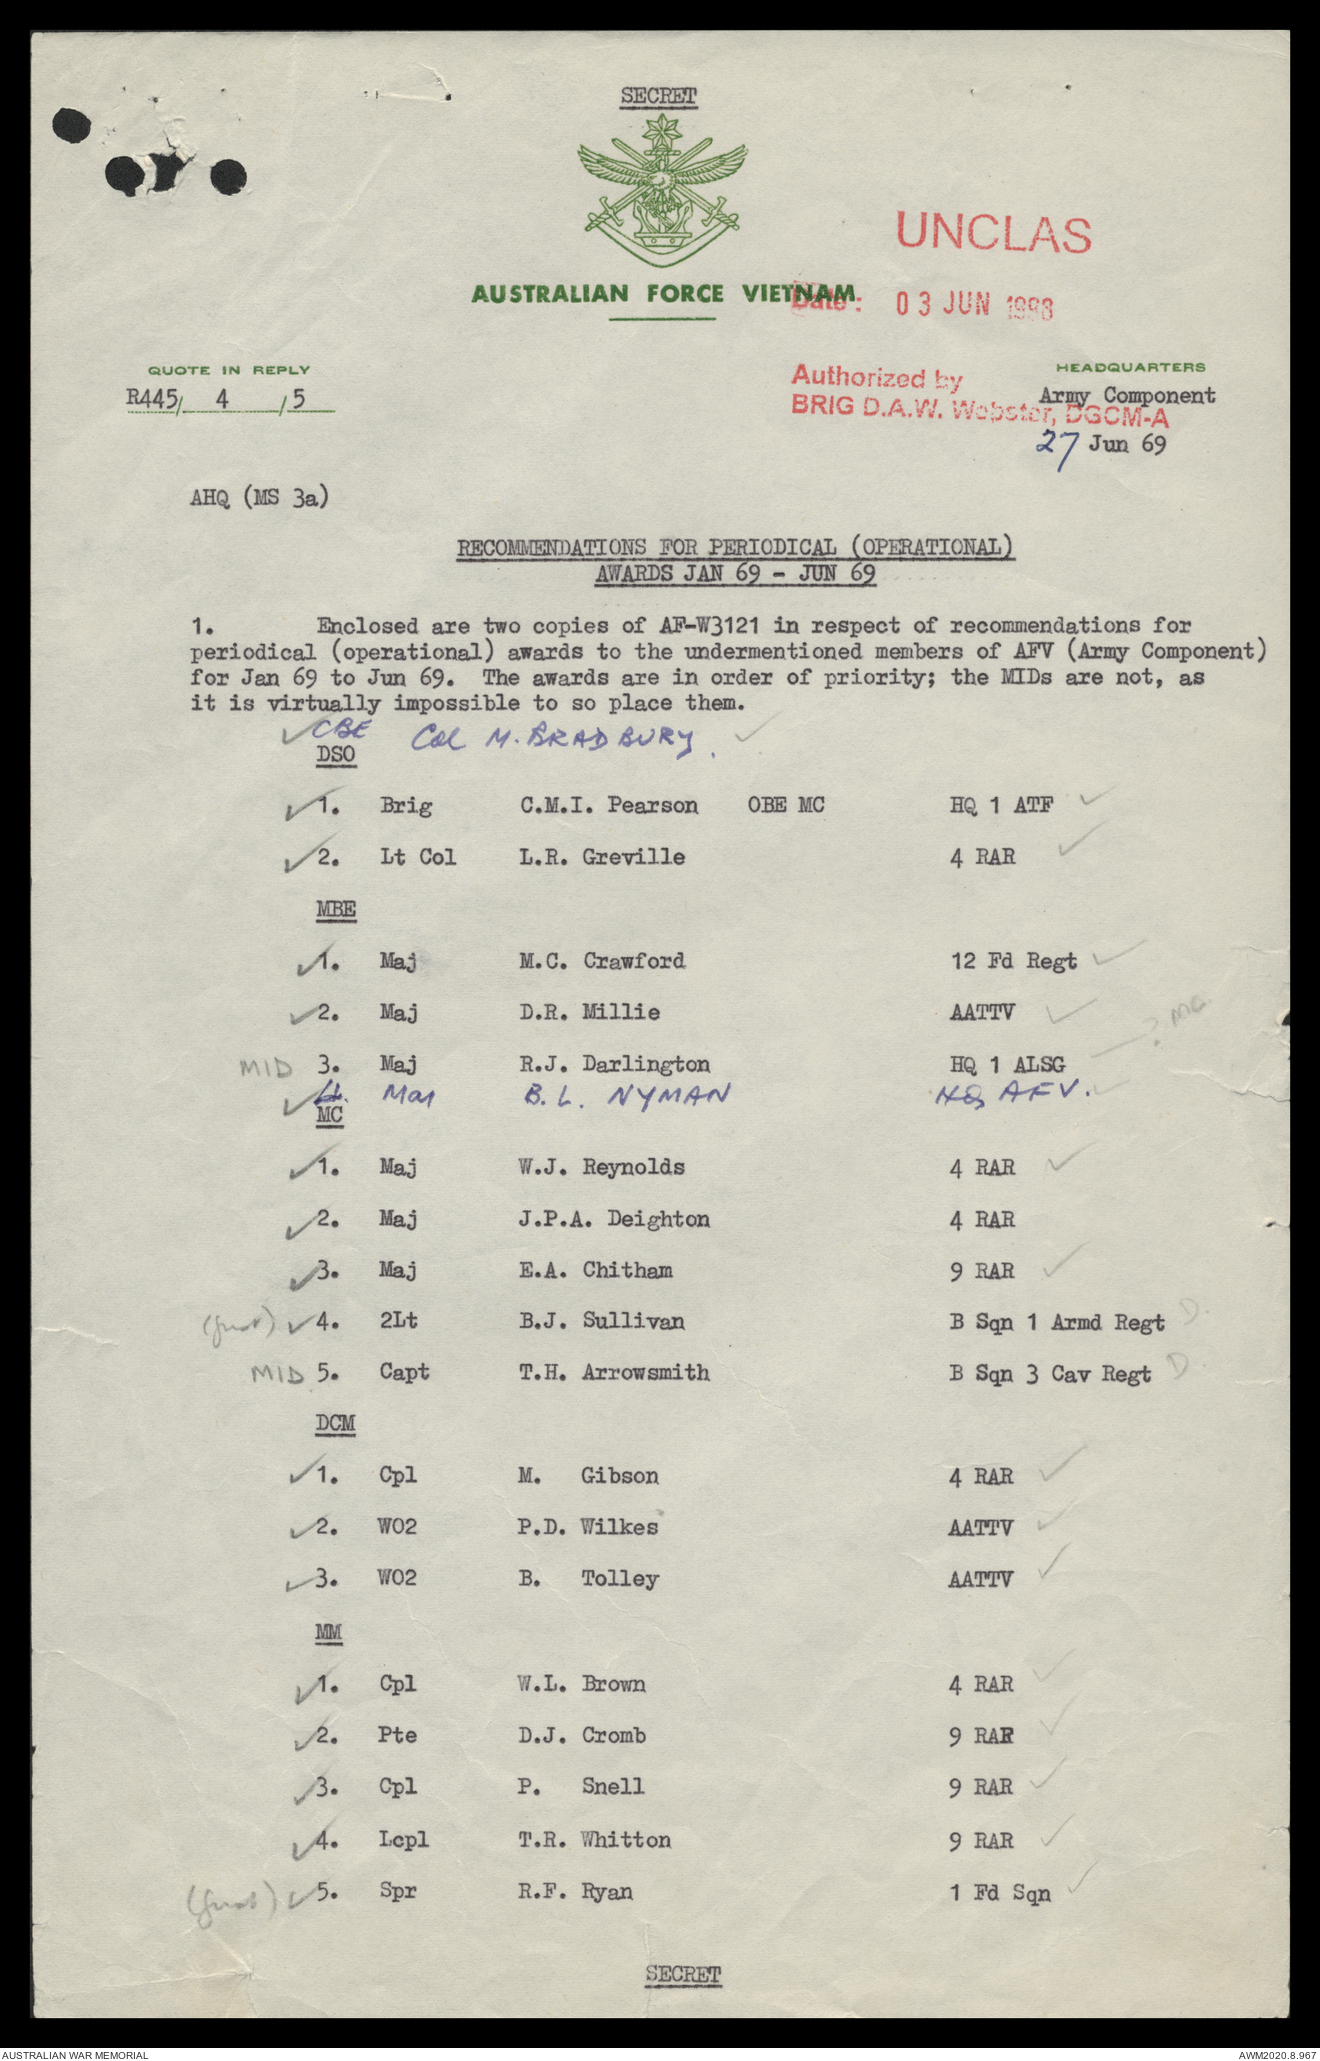 SECRET
UNCLAS
AUSTRALIAN FORCE VIETNAM
Date: 03 JUN 1998
QUOTE IN REPLY
R445/ 4 /5
HEADQUARTERS
Authorized by
Army Component
BRIG D.A.W. Webster, DGCM-A
27 Jun 69
AHQ (MS 3a)
RECOMMENDATIONS FOR PERIODICAL (OPERATIONAL)
AWARDS JAN 69 - JUN 69
1. Enclosed are two copies of AF-W3121 in respect of recommendations for
periodical (operational) awards to the undermentioned members of AFV (Army Component)
for Jan 69 to Jun 69. The awards are in order of priority; the MIDs are not, as
it is virtually impossible to so place them.
✓ CBE Col M. BRADBURY. ✓
DSO
✓ 1. Brig C.M.I. Pearson OBE MC HQ 1 ATF ✓
✓ 2. Lt Col L.R. Greville 4 RAR ✓
MBE
✓ 1. Maj M.C. Crawford 12 Fd Regt ✓
✓ 2. Maj D.R. Millie AATTV ✓
? MC
MID 3. Maj R.J. Darlington HQ 1 ALSG
✓ 4. Maj B.L. NYMAN HQ AFV. ✓
MC
✓ 1. Maj W.J. Reynolds 4 RAR ✓
✓ 2. Maj J.P.A. Deighton 4 RAR
✓ 3. Maj E.A. Chitham 9 RAR ✓
✓ 4. 2Lt B.J. Sullivan B Sqn 1 Armd Regt D.
MID 5. Capt T.H. Arrowsmith B Sqn 3 Cav Regt D.
DCM
✓ 1. Cpl M. Gibson 4 RAR ✓
✓ 2. WO2 P.D. Wilkes AATTV ✓
✓ 3. WO2 B. Tolley AATTV ✓
MM
✓ 1. Cpl W.L. Brown 4 RAR ✓
✓ 2. Pte D.J. Cromb 9 RAR ✓
✓ 3. Cpl P. Snell 9 RAR ✓
✓ 4. Lcpl T.R. Whitton 9 RAR ✓
✓ 5. Spr R.F. Ryan 1 Fd Sqn ✓
SECRET
AUSTRALIAN WAR MEMORIAL
AWM2020.8.967